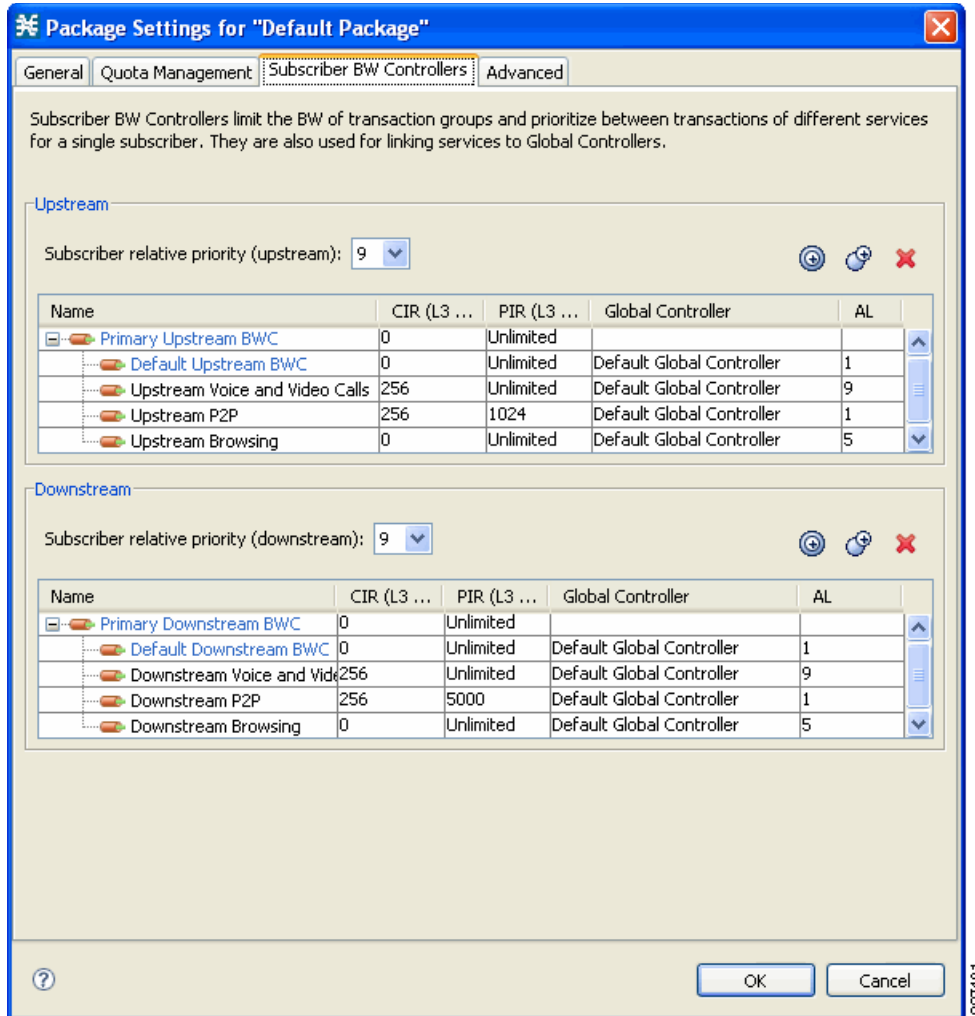 Package Settings for "Default Package"
General Quota Management Subscriber BW Controllers Advanced
Subscriber BW Controllers limit the BW of transaction groups and prioritize between transactions of different services
for a single subscriber. They are also used for linking services to Global Controllers.
Upstream
Subscriber relative priority (upstream): 9
Name CIR (L3 ... PIR (L3 ... Global Controller AL
Primary Upstream BWC 0 Unlimited
Default Upstream BWC 0 Unlimited Default Global Controller 1
Upstream Voice and Video Calls 256 Unlimited Default Global Controller 9
Upstream P2P 256 1024 Default Global Controller 1
Upstream Browsing 0 Unlimited Default Global Controller 5
Downstream
Subscriber relative priority (downstream): 9
Name CIR (L3 ... PIR (L3 ... Global Controller AL
Primary Downstream BWC 0 Unlimited
Default Downstream BWC 0 Unlimited Default Global Controller 1
Downstream Voice and Vide 256 Unlimited Default Global Controller 9
Downstream P2P 256 5000 Default Global Controller 1
Downstream Browsing 0 Unlimited Default Global Controller 5
OK Cancel